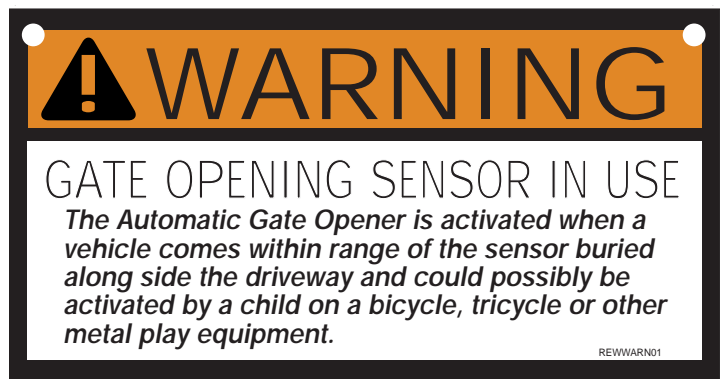 WARNING
GATE OPENING SENSOR IN USE
The Automatic Gate Opener is activated when a
vehicle comes within range of the sensor buried
along side the driveway and could possibly be
activated by a child on a bicycle, tricycle or other
metal play equipment.
REWWARN01